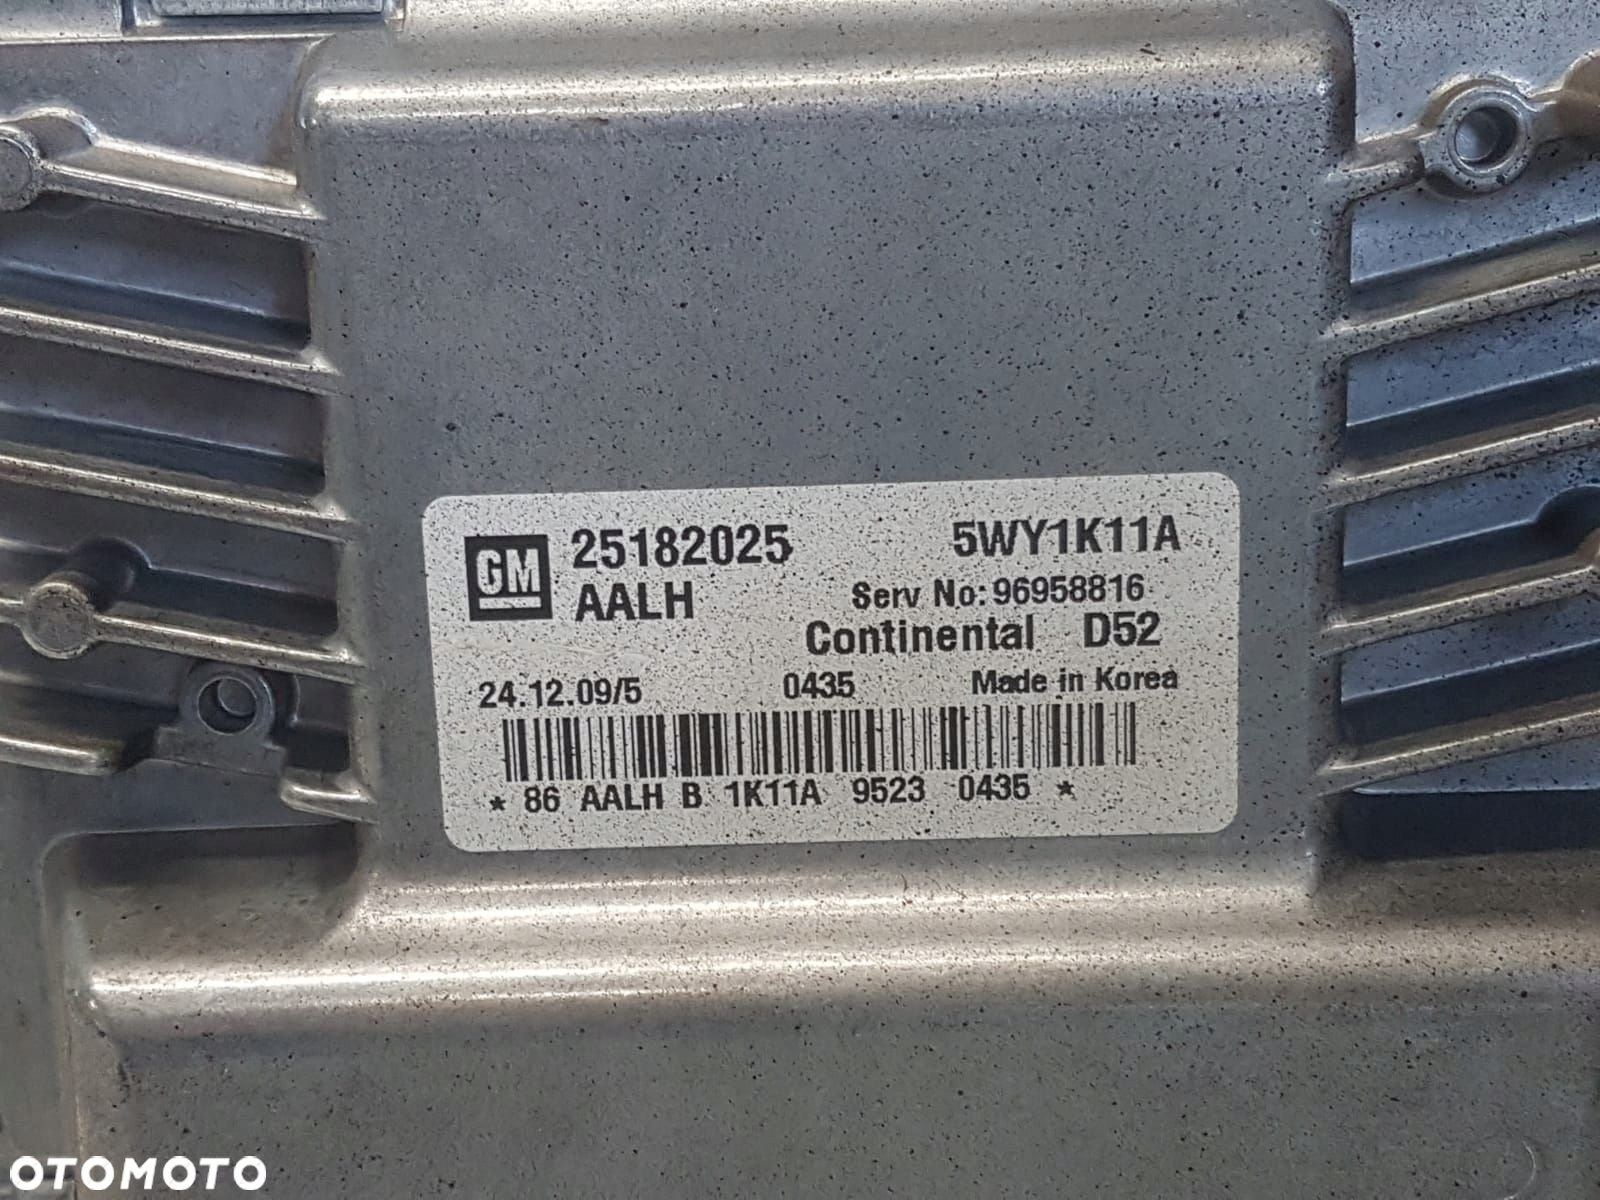 GM 25182025 5WY1K11A
AALH Serv No: 96958816
Continental D52
24.12.09/5 0435 Made in Korea
* 86 AALH B 1K11A 9523 0435 *
OTOMOTO